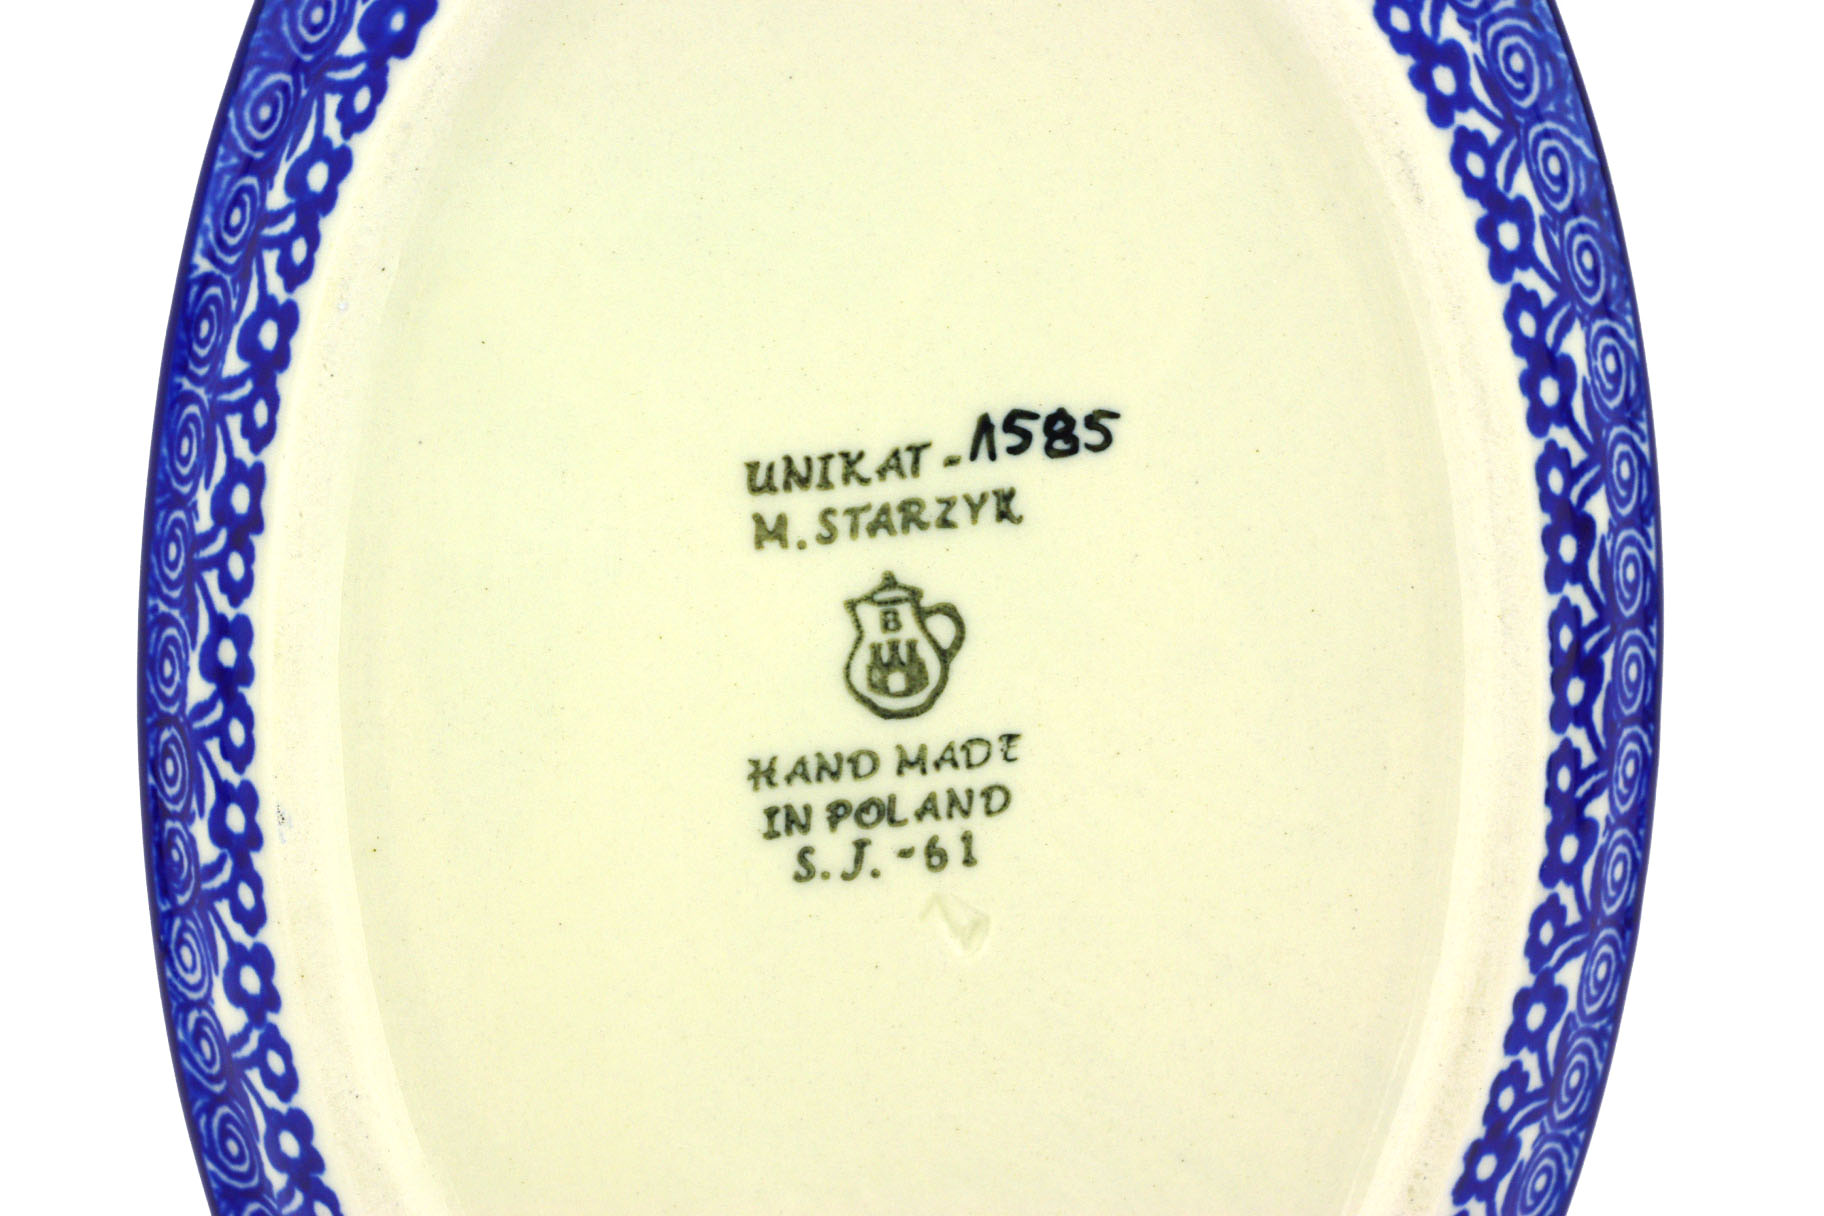 UNIKAT - 1585
M. STARZYK
B
HAND MADE
IN POLAND
S. J. - 61